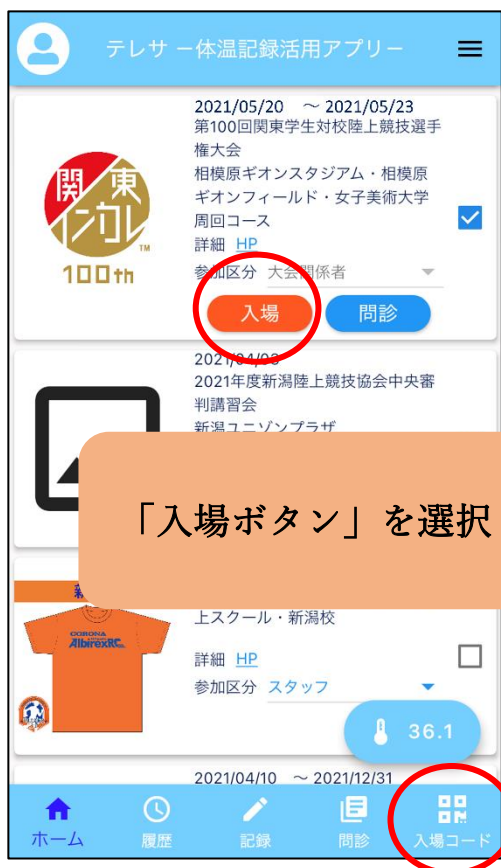 テレサ ー体温記録活用アプリー
2021/05/20 ～ 2021/05/23
第100回関東学生対校陸上競技選手
権大会
相模原ギオンスタジアム・相模原
ギオンフィールド・女子美術大学
周回コース
詳細 HP
参加区分 大会関係者
入場 問診
関東
インカレ
TM
100th
2021/04/03
2021年度新潟陸上競技協会中央審
判講習会
新潟ユニゾンプラザ
「入場ボタン」を選択
上スクール・新潟校
CORONA
AlbirexRC
詳細 HP
参加区分 スタッフ
36.1
2021/04/10 ～ 2021/12/31
ホーム 履歴 記録 問診 入場コード